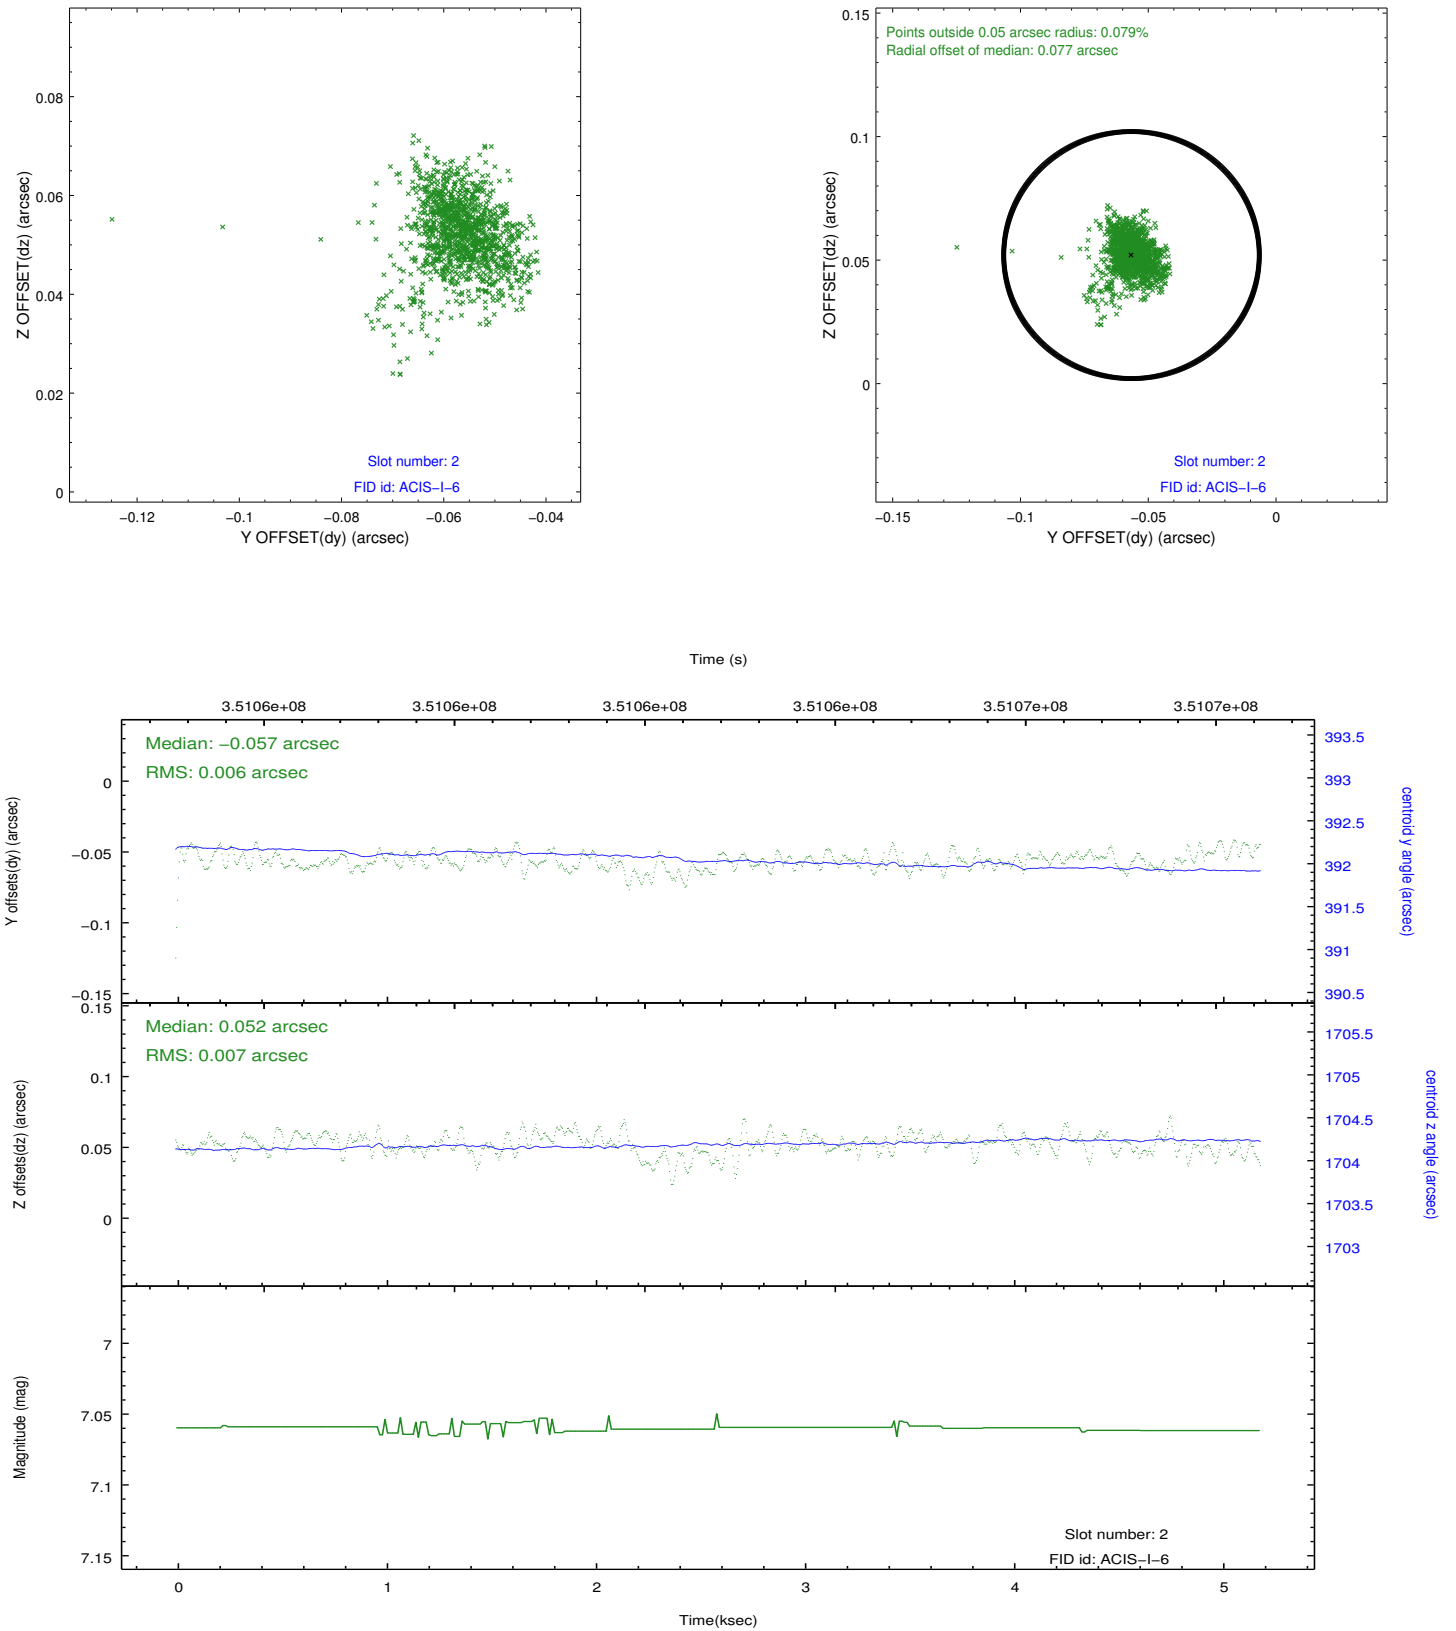 0.08
0.06
0.04
0.02
0
Z OFFSET(dz) (arcsec)
Slot number: 2
FID id: ACIS−I−6
−0.12
−0.1
−0.08
−0.06
−0.04
Y OFFSET(dy) (arcsec)
0.15
0.1
0.05
0
Z OFFSET(dz) (arcsec)
Points outside 0.05 arcsec radius: 0.079%
Radial offset of median: 0.077 arcsec
Slot number: 2
FID id: ACIS−I−6
−0.15
−0.1
−0.05
0
Y OFFSET(dy) (arcsec)
Time (s)
3.5106e+08
3.5106e+08
3.5106e+08
3.5106e+08
3.5107e+08
3.5107e+08
Median: −0.057 arcsec
RMS: 0.006 arcsec
0
−0.05
−0.1
−0.15
Y offsets(dy) (arcsec)
393.5
393
392.5
392
391.5
391
390.5
centroid y angle (arcsec)
Median: 0.052 arcsec
RMS: 0.007 arcsec
0.15
0.1
0.05
0
Z offsets(dz) (arcsec)
1705.5
1705
1704.5
1704
1703.5
1703
centroid z angle (arcsec)
7
7.05
7.1
7.15
Magnitude (mag)
Slot number: 2
FID id: ACIS−I−6
0
1
2
3
4
5
Time(ksec)